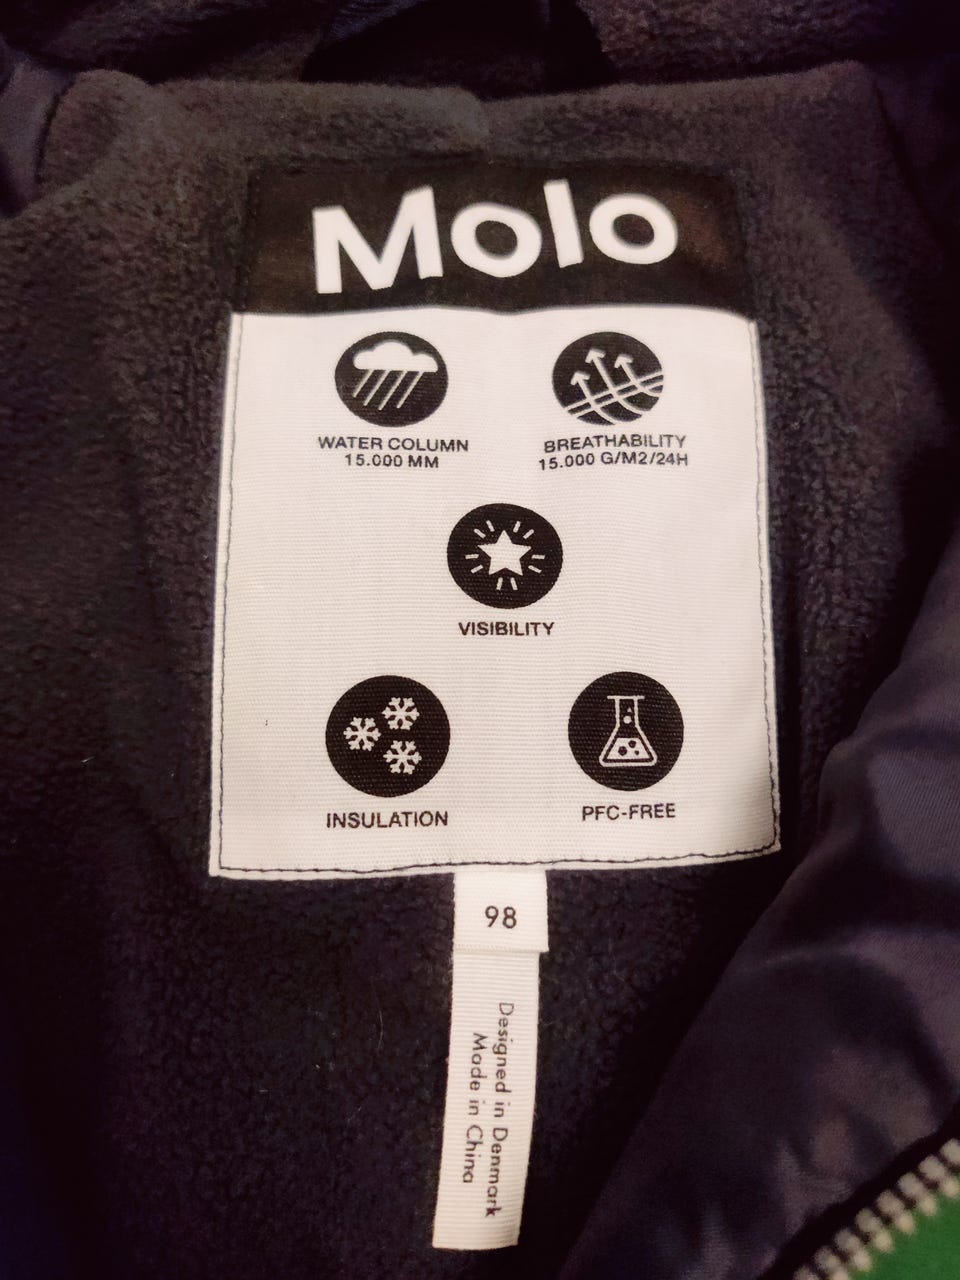 Molo
WATER COLUMN
15.000 MM
BREATHABILITY
15.000 G/M2/24H
VISIBILITY
INSULATION
PFC-FREE
98
Designed in Denmark
Made in China